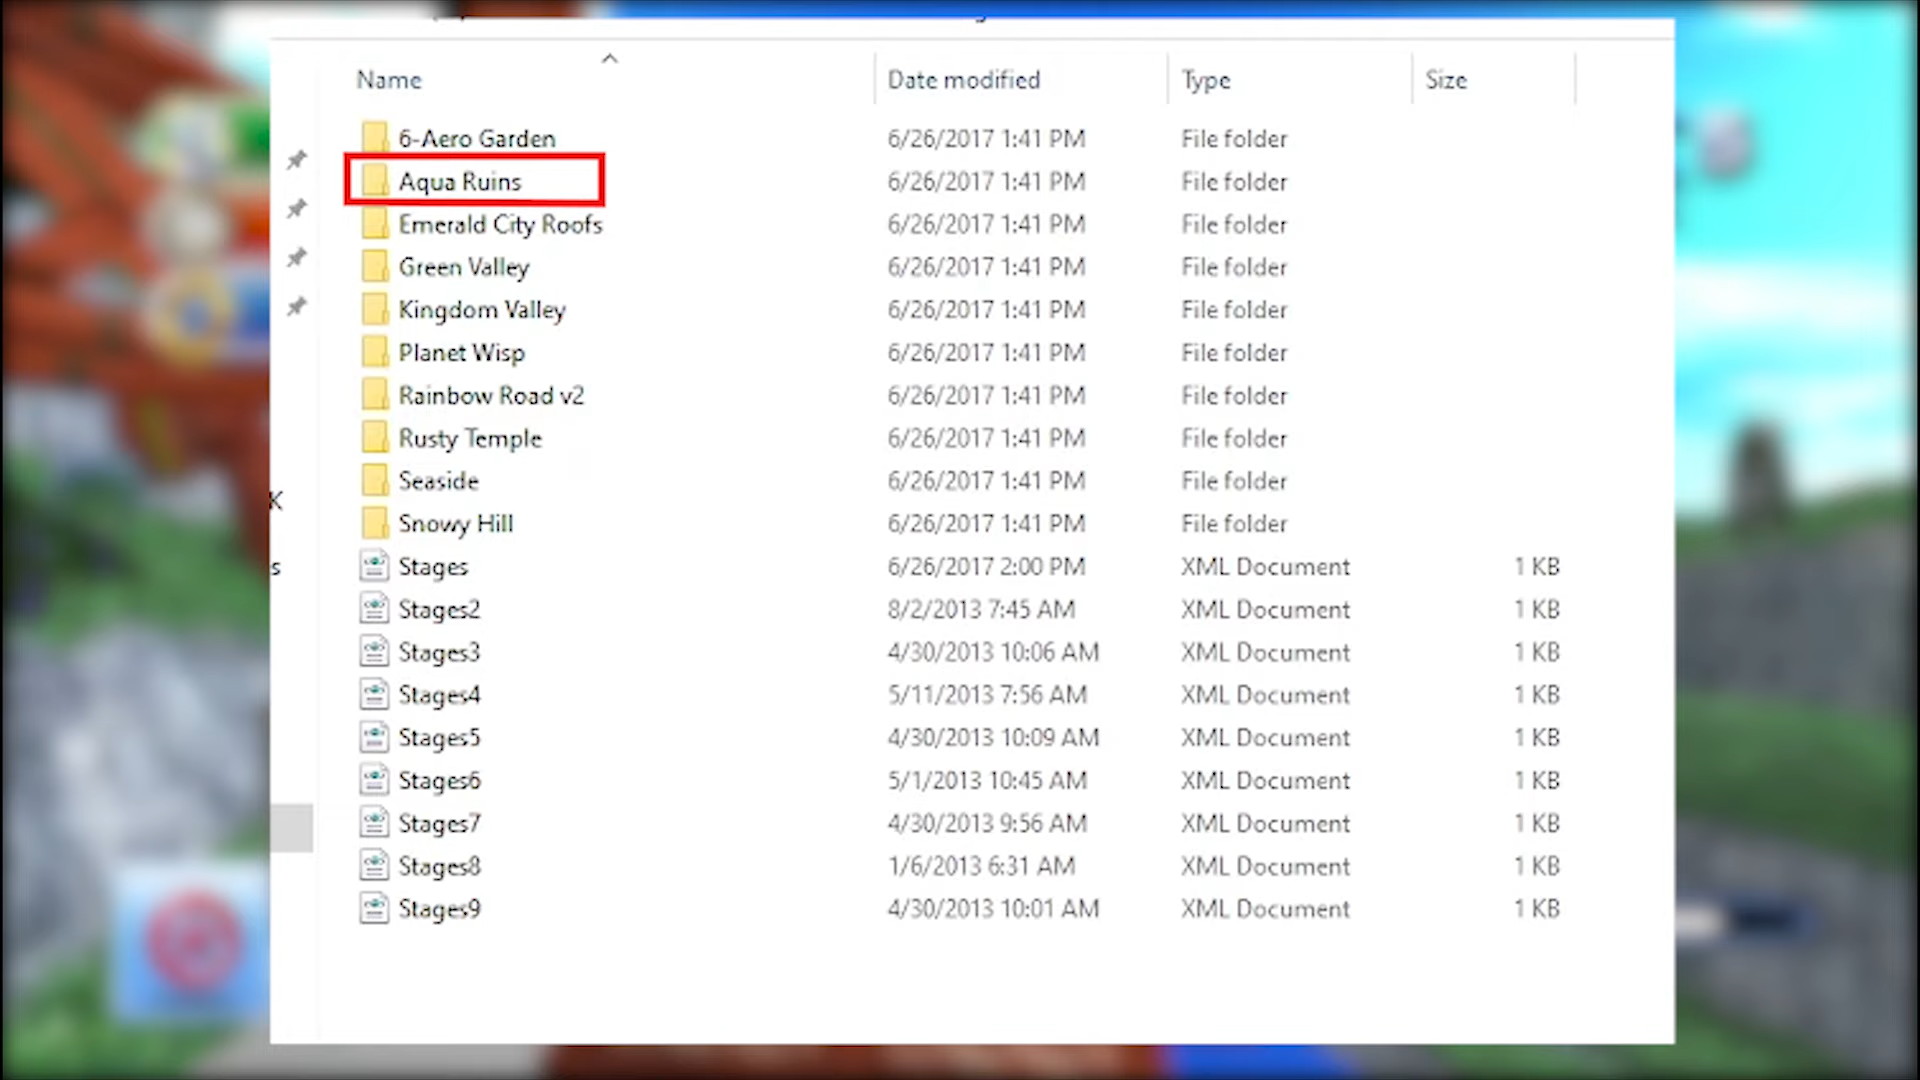 Name Date modified Type Size
6-Aero Garden 6/26/2017 1:41 PM File folder
Aqua Ruins 6/26/2017 1:41 PM File folder
Emerald City Roofs 6/26/2017 1:41 PM File folder
Green Valley 6/26/2017 1:41 PM File folder
Kingdom Valley 6/26/2017 1:41 PM File folder
Planet Wisp 6/26/2017 1:41 PM File folder
Rainbow Road v2 6/26/2017 1:41 PM File folder
Rusty Temple 6/26/2017 1:41 PM File folder
Seaside 6/26/2017 1:41 PM File folder
K
Snowy Hill 6/26/2017 1:41 PM File folder
s Stages 6/26/2017 2:00 PM XML Document 1 KB
Stages2 8/2/2013 7:45 AM XML Document 1 KB
Stages3 4/30/2013 10:06 AM XML Document 1 KB
Stages4 5/11/2013 7:56 AM XML Document 1 KB
Stages5 4/30/2013 10:09 AM XML Document 1 KB
Stages6 5/1/2013 10:45 AM XML Document 1 KB
Stages7 4/30/2013 9:56 AM XML Document 1 KB
Stages8 1/6/2013 6:31 AM XML Document 1 KB
Stages9 4/30/2013 10:01 AM XML Document 1 KB